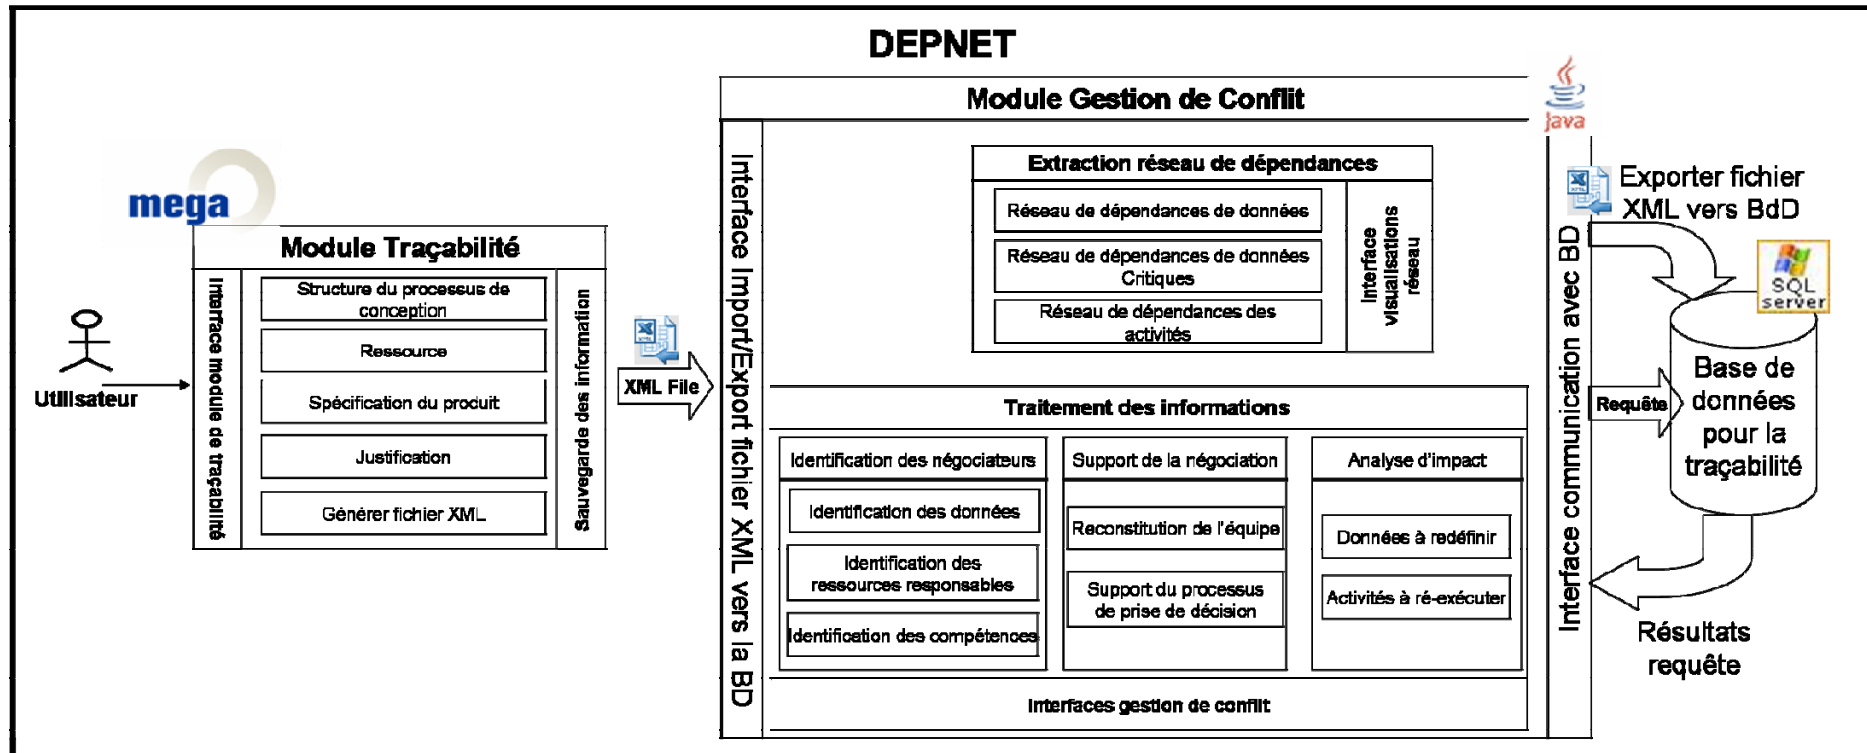 DEPNET
mega
Utilisateur
Module Traçabilité
Interface module de traçabilité
Structure du processus de
conception
Ressource
Spécification du produit
Justification
Générer fichier XML
Sauvegarde des information
XML File
Module Gestion de Conflit
Interface Import/Export fichier XML vers la BD
Extraction réseau de dépendances
Réseau de dépendances de données
Réseau de dépendances de données
Critiques
Réseau de dépendances des
activités
Interface
visualisations
réseau
Traitement des informations
Identification des négociateurs
Identification des données
Identification des
ressources responsables
Identification des compétences
Support de la négociation
Reconstitution de l'équipe
Support du processus
de prise de décision
Analyse d'impact
Données à redéfinir
Activités à ré-exécuter
Interfaces gestion de conflit
Java
Interface communication avec BD
Exporter fichier
XML vers BdD
SQL
server
Requête
Base de
données
pour la
traçabilité
Résultats
requête